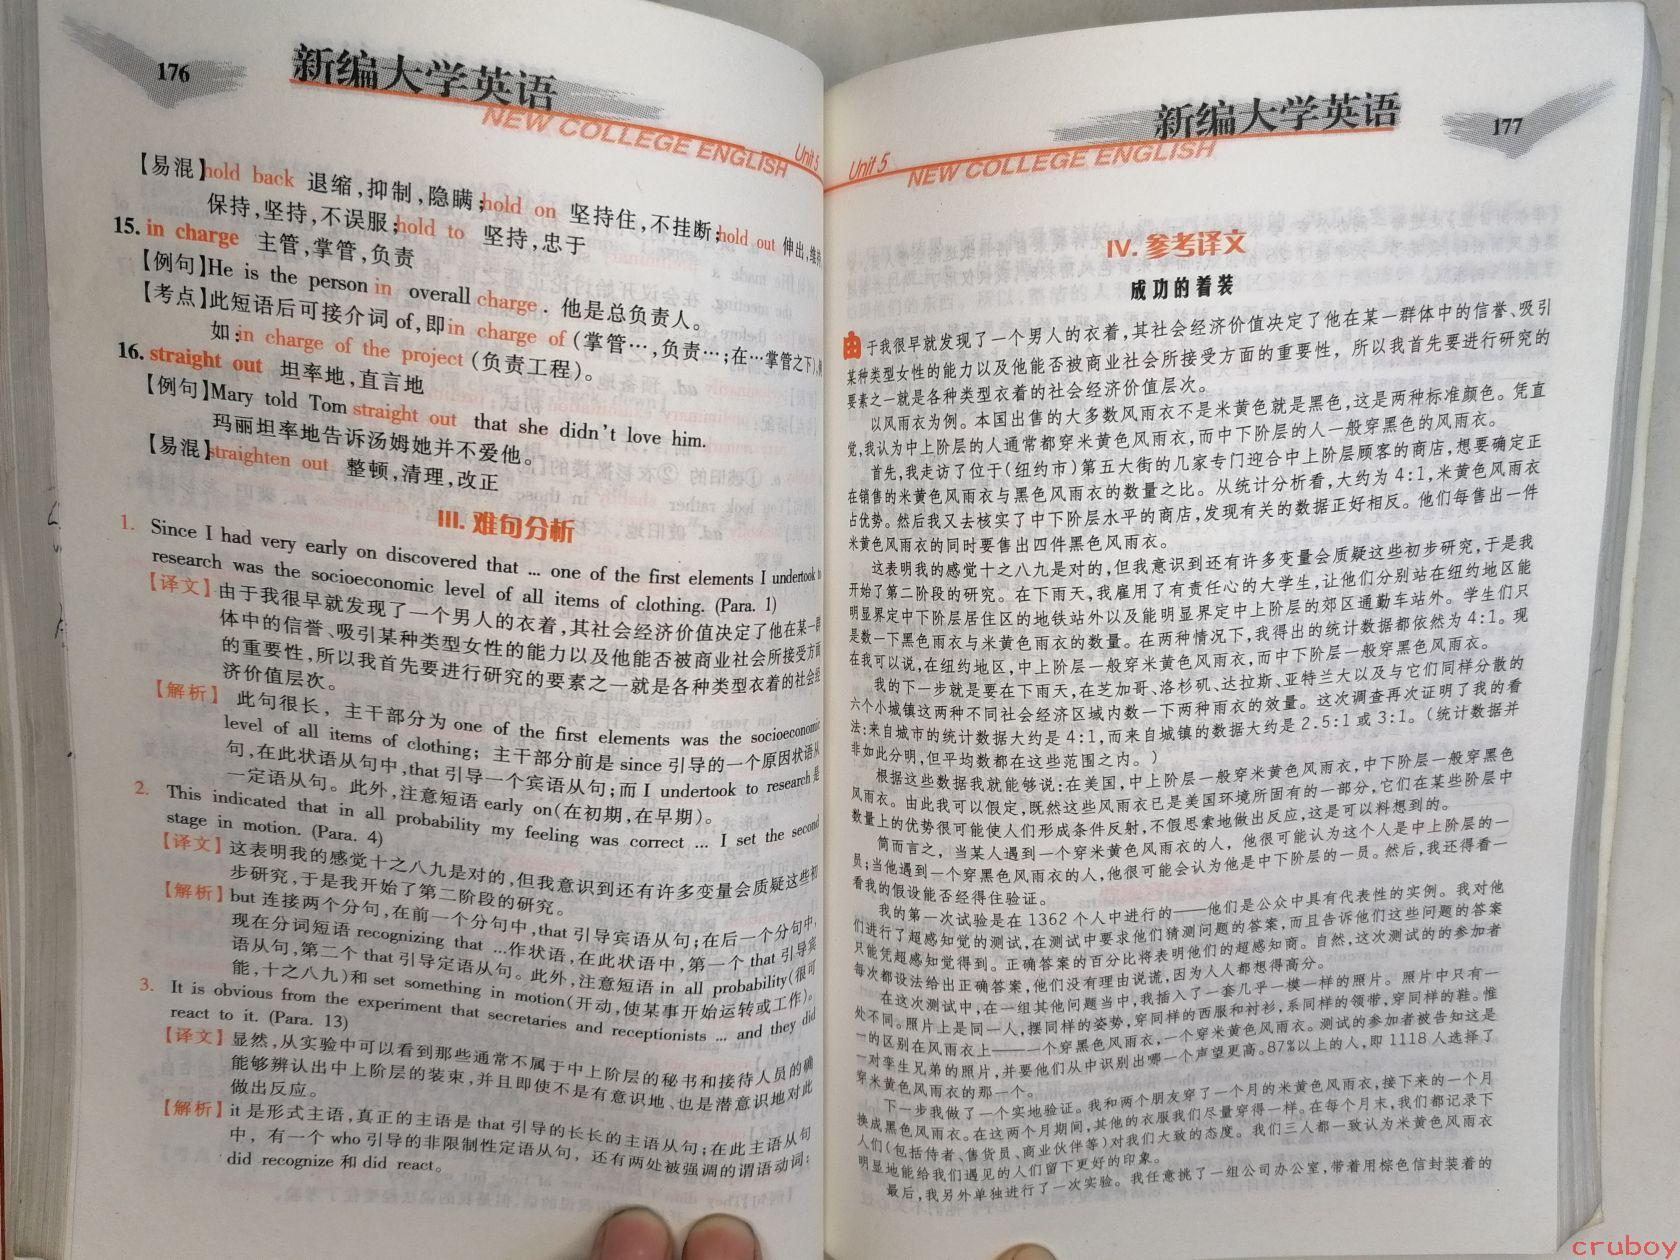 176
新编大学英语
NEW COLLEGE ENGLISH
Unit 5
【易混】hold back 退缩,抑制,隐瞒;hold on 坚持住,不挂断;hold out 伸出,维持
保持,坚持,不误服;hold to 坚持,忠于
15. in charge 主管,掌管,负责
【例句】He is the person in overall charge. 他是总负责人。
【考点】此短语后可接介词 of,即 in charge of (掌管…,负责…;在…掌管之下),
如:in charge of the project (负责工程)。
16. straight out 坦率地,直言地
【例句】Mary told Tom straight out that she didn't love him.
玛丽坦率地告诉汤姆她并不爱他。
【易混】straighten out 整顿,清理,改正
III. 难句分析
1. Since I had very early on discovered that ... one of the first elements I undertook to
research was the socioeconomic level of all items of clothing. (Para. 1)
【译文】由于我很早就发现了一个男人的衣着,其社会经济价值决定了他在某一群
体中的信誉、吸引某种类型女性的能力以及他能否被商业社会所接受方面
的重要性,所以我首先要进行研究的要素之一就是各种类型衣着的社会经
济价值层次。
【解析】此句很长, 主干部分为 one of the first elements was the socioeconomic
level of all items of clothing; 主干部分前是 since 引导的一个原因状语从
句,在此状语从句中,that 引导一个宾语从句;而 I undertook to research 是
一定语从句。此外,注意短语 early on(在初期,在早期)。
2. This indicated that in all probability my feeling was correct ... I set the second
stage in motion. (Para. 4)
【译文】这表明我的感觉十之八九是对的,但我意识到还有许多变量会质疑这些初
步研究,于是我开始了第二阶段的研究。
【解析】but 连接两个分句,在前一个分句中,that 引导宾语从句;在后一个分句中,
现在分词短语 recognizing that ...作状语,在此状语中,第一个 that 引导宾
语从句,第二个 that 引导定语从句。此外,注意短语 in all probability(很可
能,十之八九)和 set something in motion(开动,使某事开始运转或工作)。
3. It is obvious from the experiment that secretaries and receptionists ... and they did
react to it. (Para. 13)
【译文】显然,从实验中可以看到那些通常不属于中上阶层的秘书和接待人员的确
能够辨认出中上阶层的装束,并且即使不是有意识地、也是潜意识地对此
做出反应。
【解析】it 是形式主语,真正的主语是 that 引导的长长的主语从句;在此主语从句
中, 有一个 who 引导的非限制性定语从句, 还有两处被强调的谓语动词:
did recognize 和 did react。
新编大学英语
177
Unit 5
NEW COLLEGE ENGLISH
IV. 参考译文
成功的着装
由于我很早就发现了一个男人的衣着,其社会经济价值决定了他在某一群体中的信誉、吸引
某种类型女性的能力以及他能否被商业社会所接受方面的重要性, 所以我首先要进行研究的
要素之一就是各种类型衣着的社会经济价值层次。
以风雨衣为例。本国出售的大多数风雨衣不是米黄色就是黑色,这是两种标准颜色。凭直
觉,我认为中上阶层的人通常都穿米黄色风雨衣,而中下阶层的人一般穿黑色的风雨衣。
首先,我走访了位于(纽约市)第五大街的几家专门迎合中上阶层顾客的商店,想要确定正
在销售的米黄色风雨衣与黑色风雨衣的数量之比。从统计分析看,大约为 4:1,米黄色风雨衣
占优势。然后我又去核实了中下阶层水平的商店,发现有关的数据正好相反。他们每售出一件
米黄色风雨衣的同时要售出四件黑色风雨衣。
这表明我的感觉十之八九是对的,但我意识到还有许多变量会质疑这些初步研究,于是我
开始了第二阶段的研究。在下雨天,我雇用了有责任心的大学生,让他们分别站在纽约地区能
明显界定中下阶层居住区的地铁站外以及能明显界定中上阶层的郊区通勤车站外。学生们只
是数一下黑色雨衣与米黄色雨衣的数量。在两种情况下,我得出的统计数据都依然为 4:1。现
在我可以说,在纽约地区,中上阶层一般穿米黄色风雨衣,而中下阶层一般穿黑色风雨衣。
我的下一步就是要在下雨天,在芝加哥、洛杉矶、达拉斯、亚特兰大以及与它们同样分散的
六个小城镇这两种不同社会经济区域内数一下两种雨衣的效量。这次调查再次证明了我的看
法:来自城市的统计数据大约是 4:1,而来自城镇的数据大约是 2.5:1 或 3:1。(统计数据并
非如此分明,但平均数都在这些范围之内。)
根据这些数据我就能够说:在美国,中上阶层一般穿米黄色风雨衣,中下阶层一般穿黑色
风雨衣。由此我可以假定,既然这些风雨衣已是美国环境所固有的一部分,它们在某些阶层中
数量上的优势很可能使人们形成条件反射,不假思索地做出反应,这是可以料想到的。
简而言之, 当某人遇到一个穿米黄色风雨衣的人, 他很可能认为这个人是中上阶层的一
员;当他遇到一个穿黑色风雨衣的人,他很可能会认为他是中下阶层的一员。然后,我还得看一
看我的假设能否经得住验证。
我的第一次试验是在 1362 个人中进行的——他们是公众中具有代表性的实例。我对他
们进行了超感知觉的测试,在测试中要求他们猜测问题的答案,而且告诉他们这些问题的答案
只能凭超感知觉得到。正确答案的百分比将表明他们的超感知商。自然,这次测试的的参加者
每次都设法给出正确答案,他们没有理由说谎,因为人人都想得高分。
在这次测试中,在一组其他问题当中,我插入了一套几乎一模一样的照片。照片中只有一
处不同。照片上是同一人,摆同样的姿势,穿同样的西服和衬衫,系同样的领带,穿同样的鞋。惟
一的区别在风雨衣上——一个穿黑色风雨衣,一个穿米黄色风雨衣。测试的参加者被告知这是
一对孪生兄弟的照片,并要他们从中识别出哪一个声望更高。87%以上的人,即 1118 人选择了
穿米黄色风雨衣的那一个。
下一步我做了一个实地验证。我和两个朋友穿了一个月的米黄色风雨衣,接下来的一个月
换成黑色风雨衣。在这两个月期间,其他的衣服我们尽量穿得一样。在每个月末,我们都记录下
人们(包括侍者、售货员、商业伙伴等)对我们大致的态度。我们三人都一致认为米黄色风雨衣
明显地能给我们遇见的人们留下更好的印象。
最后,我另外单独进行了一次实验。我任意挑了一组公司办公室,带着用棕色信封装着的
cruboy